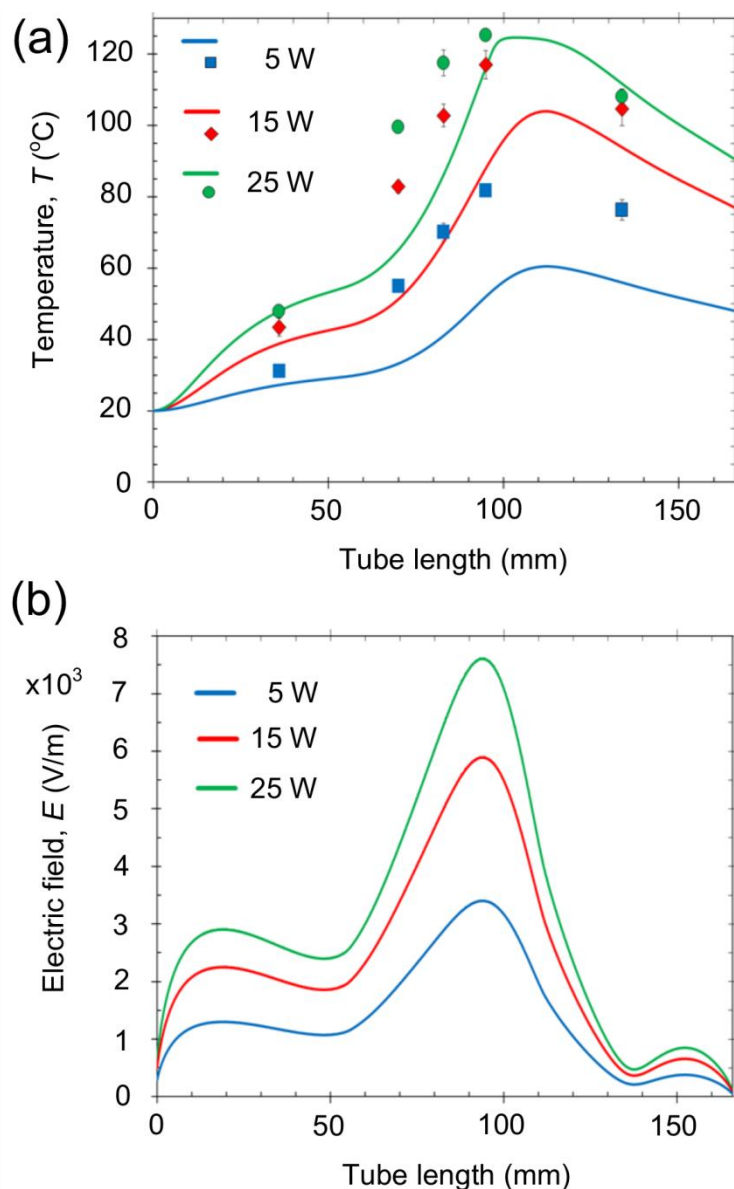 (a)
120
100
80
60
40
20
0
Temperature, T (°C)
5 W
15 W
25 W
0 50 100 150
Tube length (mm)
(b)
x10³
8
7
6
5
4
3
2
1
0
Electric field, E (V/m)
5 W
15 W
25 W
0 50 100 150
Tube length (mm)